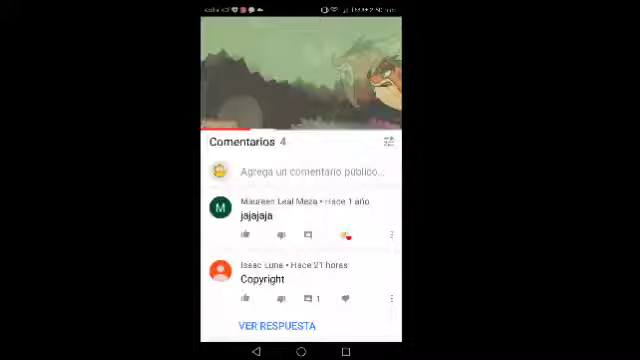 Comentarios 4
Agrega un comentario público...
M
Maureen Leal Meza • Hace 1 año
jajajaja
Isaac Luna • Hace 21 horas
Copyright
1
VER RESPUESTA